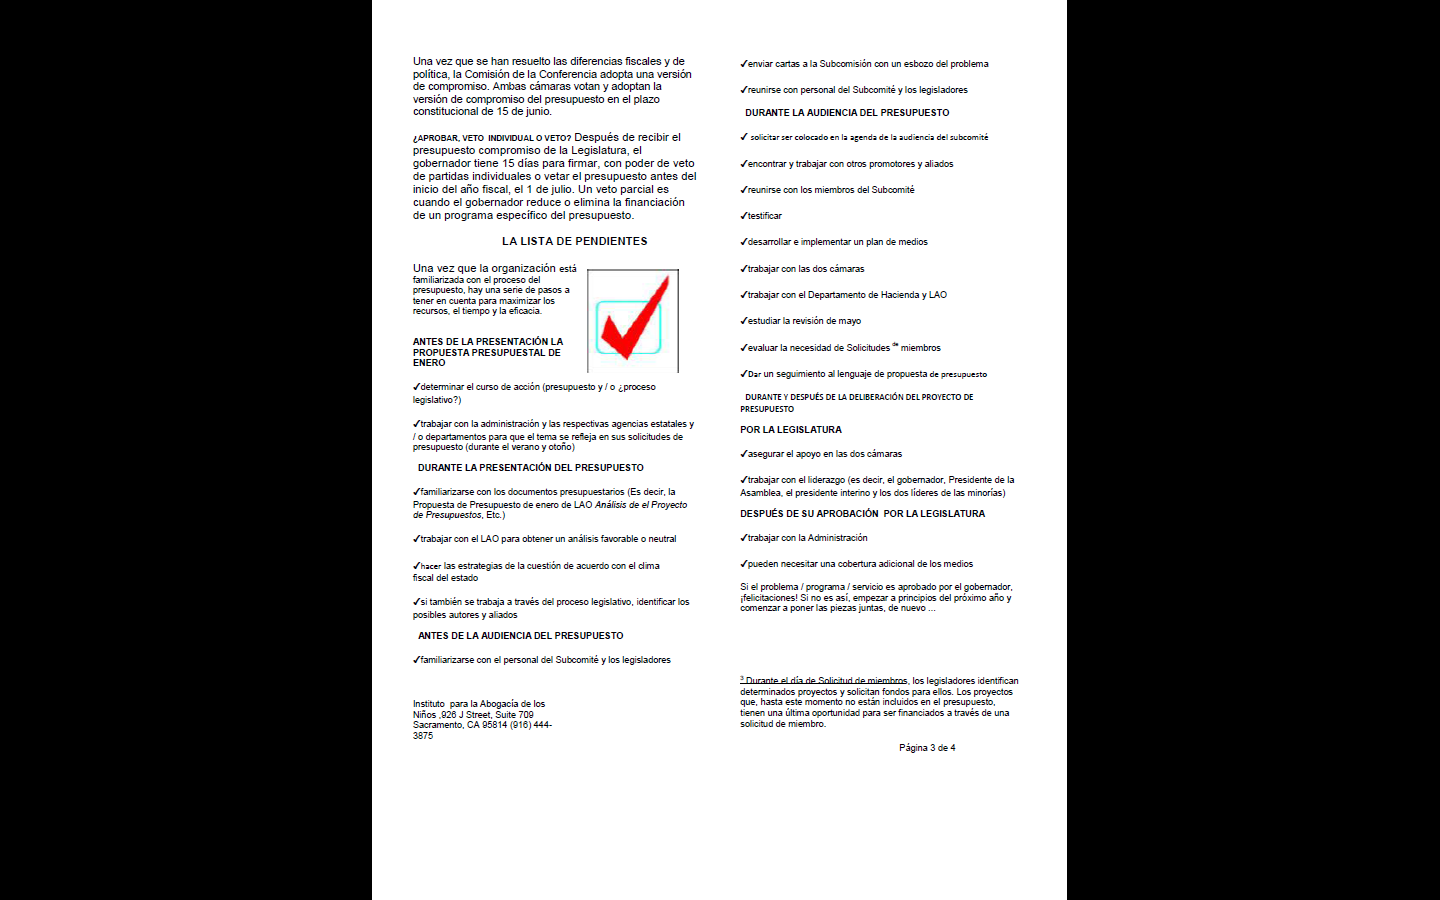 Una vez que se han resuelto las diferencias fiscales y de
política, la Comisión de la Conferencia adopta una versión
de compromiso. Ambas cámaras votan y adoptan la
versión de compromiso del presupuesto en el plazo
constitucional de 15 de junio.
¿APROBAR, VETO INDIVIDUAL O VETO? Después de recibir el
presupuesto compromiso de la Legislatura, el
gobernador tiene 15 días para firmar, con poder de veto
de partidas individuales o vetar el presupuesto antes del
inicio del año fiscal, el 1 de julio. Un veto parcial es
cuando el gobernador reduce o elimina la financiación
de un programa específico del presupuesto.
LA LISTA DE PENDIENTES
Una vez que la organización está
familiarizada con el proceso del
presupuesto, hay una serie de pasos a
tener en cuenta para maximizar los
recursos, el tiempo y la eficacia.
ANTES DE LA PRESENTACIÓN LA
PROPUESTA PRESUPUESTAL DE
ENERO
✓determinar el curso de acción (presupuesto y / o ¿proceso
legislativo?)
✓trabajar con la administración y las respectivas agencias estatales y
/ o departamentos para que el tema se refleja en sus solicitudes de
presupuesto (durante el verano y otoño)
DURANTE LA PRESENTACIÓN DEL PRESUPUESTO
✓familiarizarse con los documentos presupuestarios (Es decir, la
Propuesta de Presupuesto de enero de LAO Análisis de el Proyecto
de Presupuestos, Etc.)
✓trabajar con el LAO para obtener un análisis favorable o neutral
✓hacer las estrategias de la cuestión de acuerdo con el clima
fiscal del estado
✓si también se trabaja a través del proceso legislativo, identificar los
posibles autores y aliados
ANTES DE LA AUDIENCIA DEL PRESUPUESTO
✓familiarizarse con el personal del Subcomité y los legisladores
Instituto para la Abogacía de los
Niños ,926 J Street, Suite 709
Sacramento, CA 95814 (916) 444-
3875
✓enviar cartas a la Subcomisión con un esbozo del problema
✓reunirse con personal del Subcomité y los legisladores
DURANTE LA AUDIENCIA DEL PRESUPUESTO
✓ solicitar ser colocado en la agenda de la audiencia del subcomité
✓encontrar y trabajar con otros promotores y aliados
✓reunirse con los miembros del Subcomité
✓testificar
✓desarrollar e implementar un plan de medios
✓trabajar con las dos cámaras
✓trabajar con el Departamento de Hacienda y LAO
✓estudiar la revisión de mayo
✓evaluar la necesidad de Solicitudes de miembros
✓Dar un seguimiento al lenguaje de propuesta de presupuesto
DURANTE Y DESPUÉS DE LA DELIBERACIÓN DEL PROYECTO DE
PRESUPUESTO
POR LA LEGISLATURA
✓asegurar el apoyo en las dos cámaras
✓trabajar con el liderazgo (es decir, el gobernador, Presidente de la
Asamblea, el presidente interino y los dos líderes de las minorías)
DESPUÉS DE SU APROBACIÓN POR LA LEGISLATURA
✓trabajar con la Administración
✓pueden necesitar una cobertura adicional de los medios
Si el problema / programa / servicio es aprobado por el gobernador,
¡felicitaciones! Si no es así, empezar a principios del próximo año y
comenzar a poner las piezas juntas, de nuevo ...
3 Durante el día de Solicitud de miembros, los legisladores identifican
determinados proyectos y solicitan fondos para ellos. Los proyectos
que, hasta este momento no están incluidos en el presupuesto,
tienen una última oportunidad para ser financiados a través de una
solicitud de miembro.
Página 3 de 4